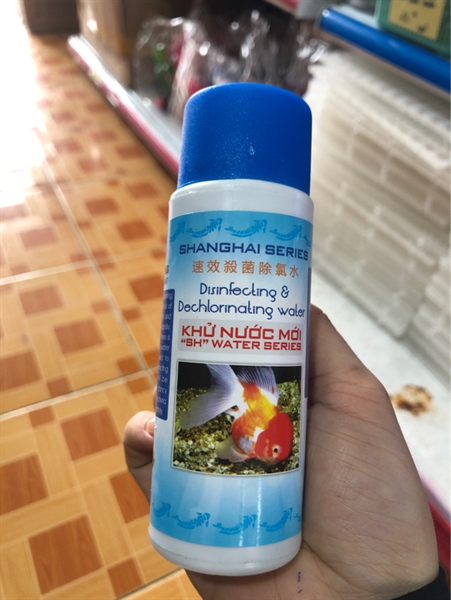 SHANGHAI SERIES
速效殺菌除氯水
Disinfecting &
Dechlorinating water
KHỬ NƯỚC MỚI
"SH" WATER SERIES